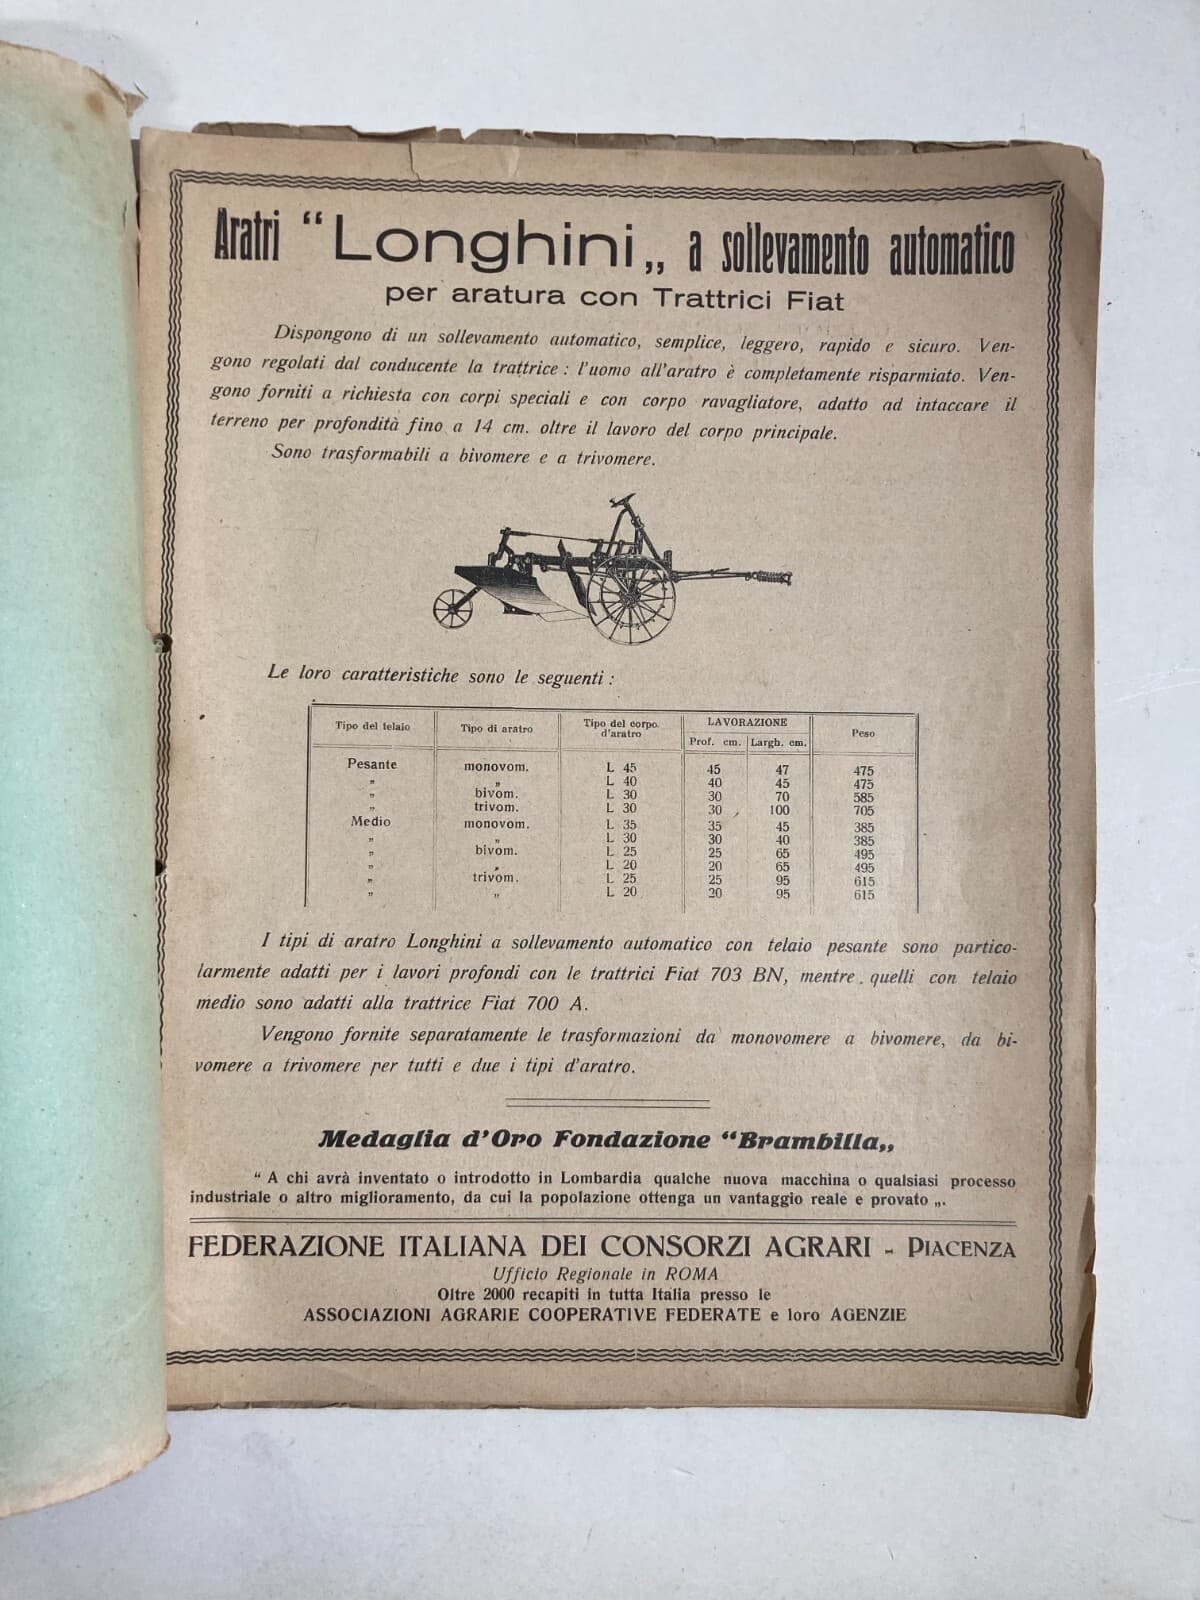 Aratri “Longhini„ a sollevamento automatico
per aratura con Trattrici Fiat
Dispongono di un sollevamento automatico, semplice, leggero, rapido e sicuro. Ven-
gono regolati dal conducente la trattrice : l'uomo all'aratro è completamente risparmiato. Ven-
gono forniti a richiesta con corpi speciali e con corpo ravagliatore, adatto ad intaccare il
terreno per profondità fino a 14 cm. oltre il lavoro del corpo principale.
Sono trasformabili a bivomere e a trivomere.
Le loro caratteristiche sono le seguenti :
Tipo del telaio Tipo di aratro Tipo del corpo d'aratro LAVORAZIONE Peso
Prof. cm. Largh. cm.
Pesante monovom. L 45 45 47 475
„ „ L 40 40 45 475
„ bivom. L 30 30 70 585
„ trivom. L 30 30 100 705
Medio monovom. L 35 35 45 385
„ „ L 30 30 40 385
„ bivom. L 25 25 65 495
„ „ L 20 20 65 495
„ trivom. L 25 25 95 615
„ „ L 20 20 95 615
I tipi di aratro Longhini a sollevamento automatico con telaio pesante sono partico-
larmente adatti per i lavori profondi con le trattrici Fiat 703 BN, mentre quelli con telaio
medio sono adatti alla trattrice Fiat 700 A.
Vengono fornite separatamente le trasformazioni da monovomere a bivomere, da bi-
vomere a trivomere per tutti e due i tipi d'aratro.
Medaglia d'Oro Fondazione “Brambilla„
“ A chi avrà inventato o introdotto in Lombardia qualche nuova macchina o qualsiasi processo
industriale o altro miglioramento, da cui la popolazione ottenga un vantaggio reale e provato „.
FEDERAZIONE ITALIANA DEI CONSORZI AGRARI - PIACENZA
Ufficio Regionale in ROMA
Oltre 2000 recapiti in tutta Italia presso le
ASSOCIAZIONI AGRARIE COOPERATIVE FEDERATE e loro AGENZIE